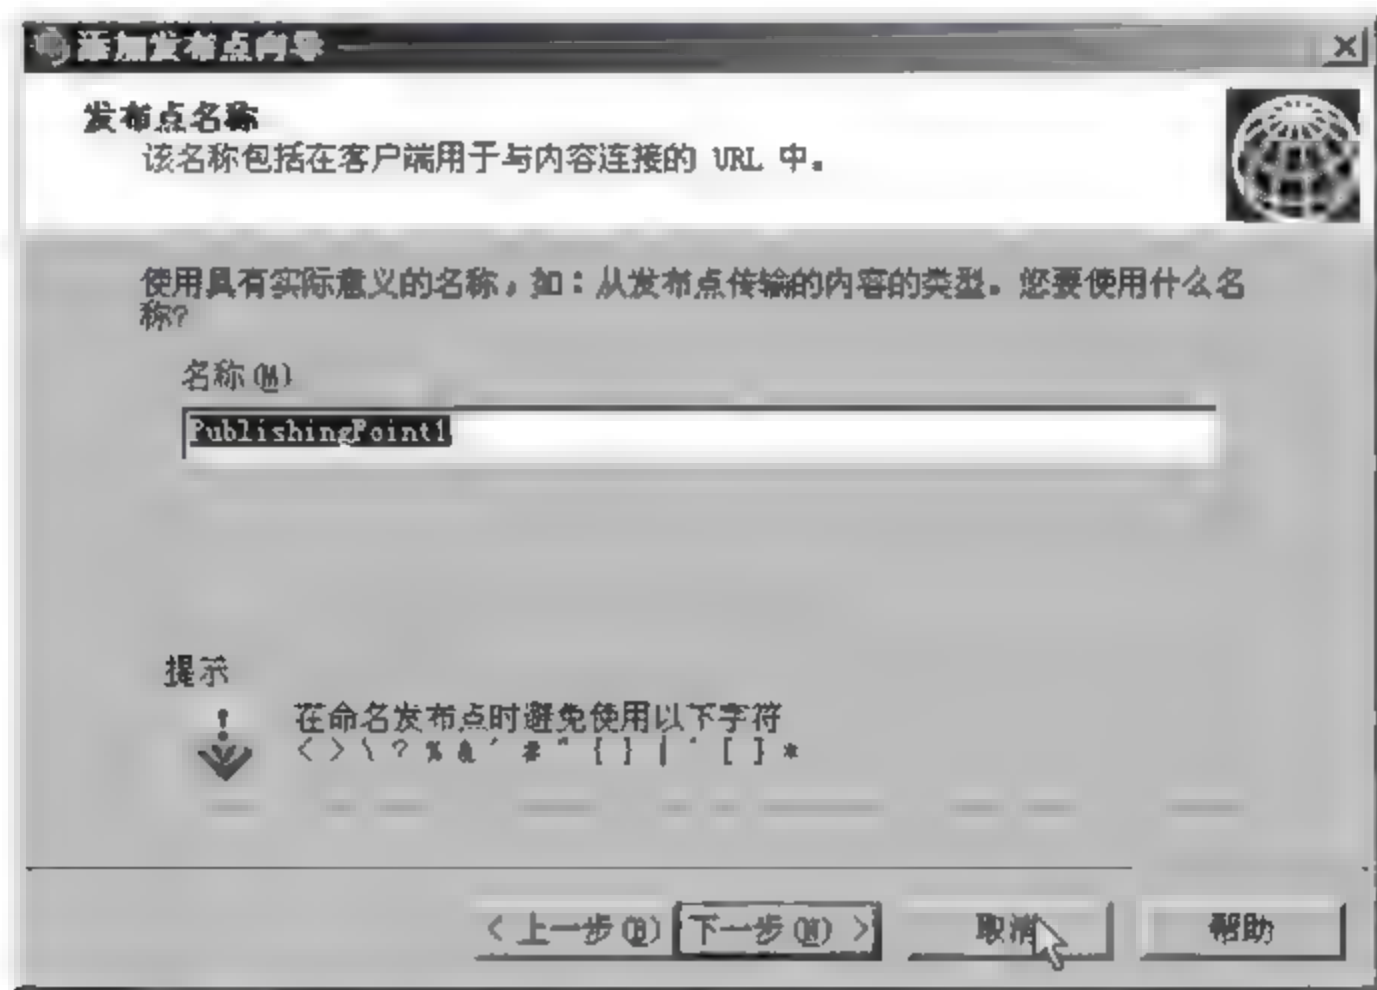 添加发布点向导
发布点名称
该名称包括在客户端用于与内容连接的 URL 中。
使用具有实际意义的名称，如：从发布点传输的内容的类型。您要使用什么名
称?
名称(M)
PublishingPoint1
提示
在命名发布点时避免使用以下字符
< > \ ? % & ' # " { } | ` [ ] *
< 上一步(B) 下一步(N) > 取消 帮助